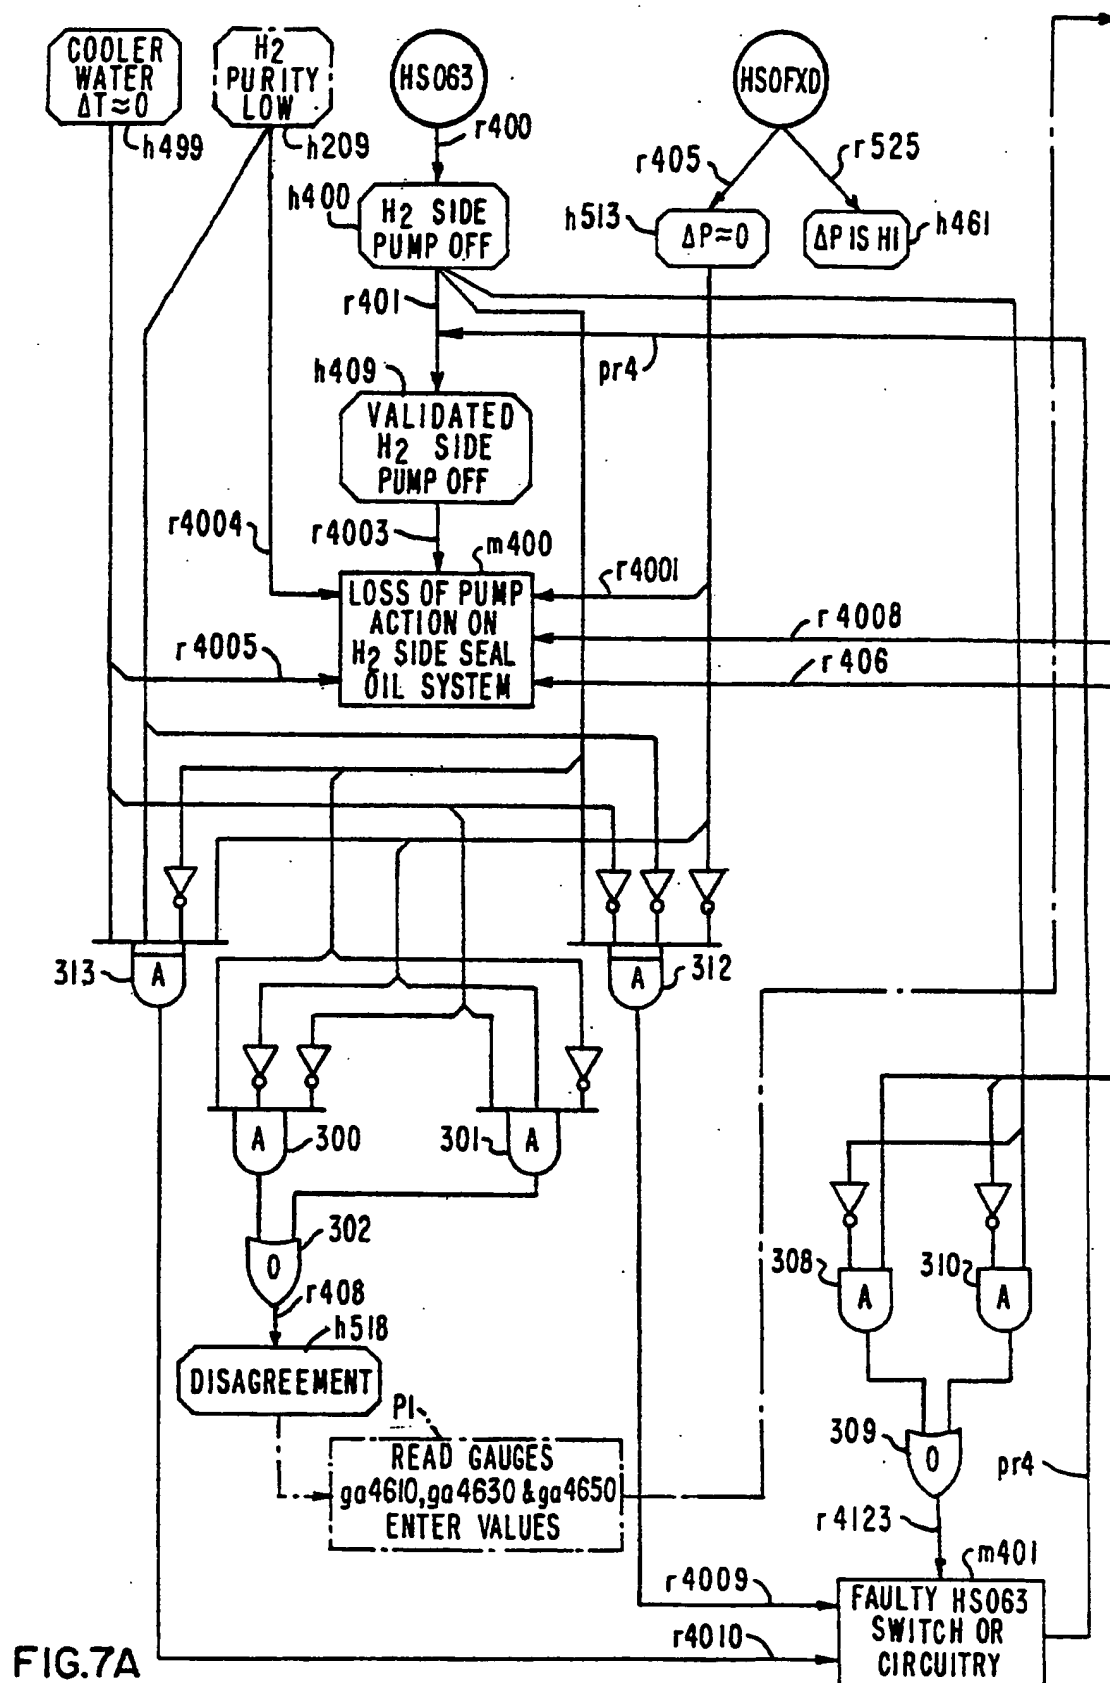 COOLER
WATER
ΔT≈0
h499
H2
PURITY
LOW
h209
HS063
r400
HS0FXD
r405
r525
h400
H2 SIDE
PUMP OFF
h513
ΔP≈0
ΔP IS HI
h461
r401
pr4
h409
VALIDATED
H2 SIDE
PUMP OFF
r4004
r4003
m400
r4001
LOSS OF PUMP
ACTION ON
H2 SIDE SEAL
OIL SYSTEM
r4008
r4005
r406
313
A
A
312
A
300
301
A
302
O
r408
h518
DISAGREEMENT
P1
READ GAUGES
ga4610, ga4630 & ga4650
ENTER VALUES
308
A
310
A
309
O
pr4
r4123
m401
r4009
FAULTY HS063
SWITCH OR
CIRCUITRY
r4010
FIG.7A